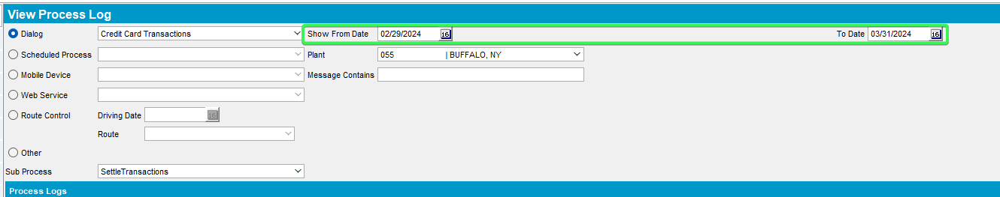 View Process Log
Dialog Credit Card Transactions Show From Date 02/29/2024 16 To Date 03/31/2024 16
Scheduled Process Plant 055 | BUFFALO, NY
Mobile Device Message Contains
Web Service
Route Control Driving Date 16
Route
Other
Sub Process SettleTransactions
Process Logs